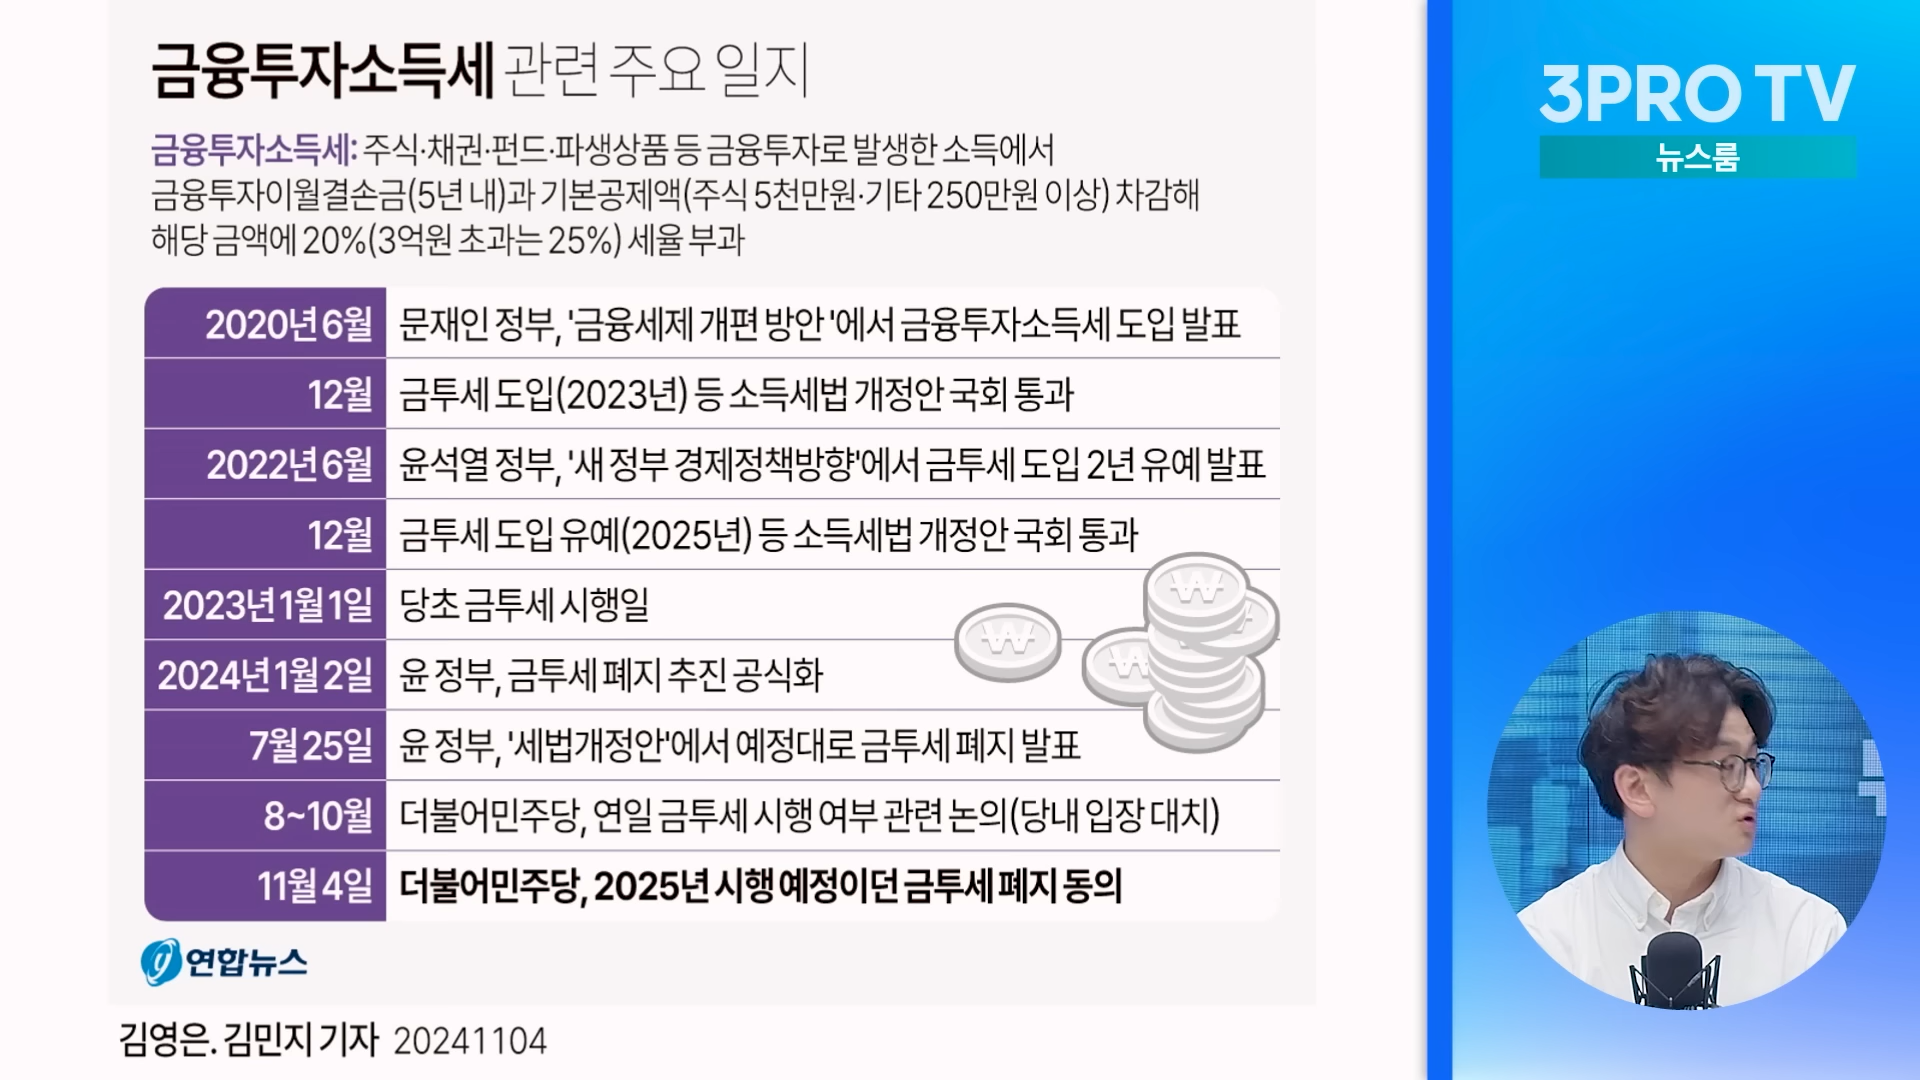 금융투자소득세 관련 주요 일지
금융투자소득세: 주식·채권·펀드·파생상품 등 금융투자로 발생한 소득에서
금융투자이월결손금(5년 내)과 기본공제액(주식 5천만원·기타 250만원 이상) 차감해
해당 금액에 20%(3억원 초과는 25%) 세율 부과
2020년 6월 문재인 정부, '금융세제 개편 방안'에서 금융투자소득세 도입 발표
12월 금투세 도입(2023년) 등 소득세법 개정안 국회 통과
2022년 6월 윤석열 정부, '새 정부 경제정책방향'에서 금투세 도입 2년 유예 발표
12월 금투세 도입 유예(2025년) 등 소득세법 개정안 국회 통과
2023년 1월 1일 당초 금투세 시행일
2024년 1월 2일 윤 정부, 금투세 폐지 추진 공식화
7월 25일 윤 정부, '세법개정안'에서 예정대로 금투세 폐지 발표
8~10월 더불어민주당, 연일 금투세 시행 여부 관련 논의(당내 입장 대치)
11월 4일 더불어민주당, 2025년 시행 예정이던 금투세 폐지 동의
연합뉴스
김영은. 김민지 기자 20241104
3PRO TV
뉴스룸